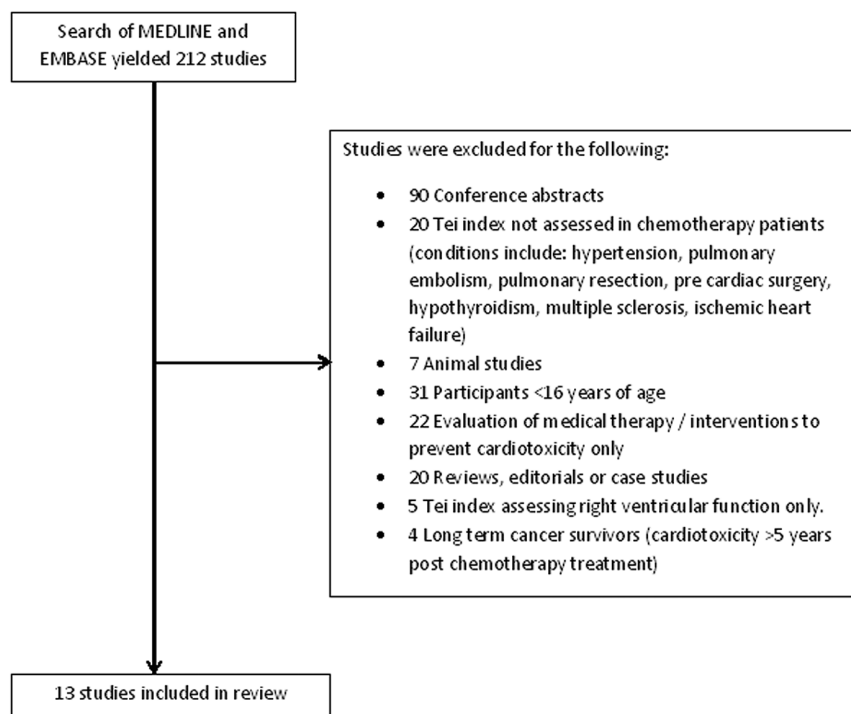 Search of MEDLINE and
EMBASE yielded 212 studies
Studies were excluded for the following:
• 90 Conference abstracts
• 20 Tei index not assessed in chemotherapy patients
(conditions include: hypertension, pulmonary
embolism, pulmonary resection, pre cardiac surgery,
hypothyroidism, multiple sclerosis, ischemic heart
failure)
• 7 Animal studies
• 31 Participants <16 years of age
• 22 Evaluation of medical therapy / interventions to
prevent cardiotoxicity only
• 20 Reviews, editorials or case studies
• 5 Tei index assessing right ventricular function only.
• 4 Long term cancer survivors (cardiotoxicity >5 years
post chemotherapy treatment)
13 studies included in review